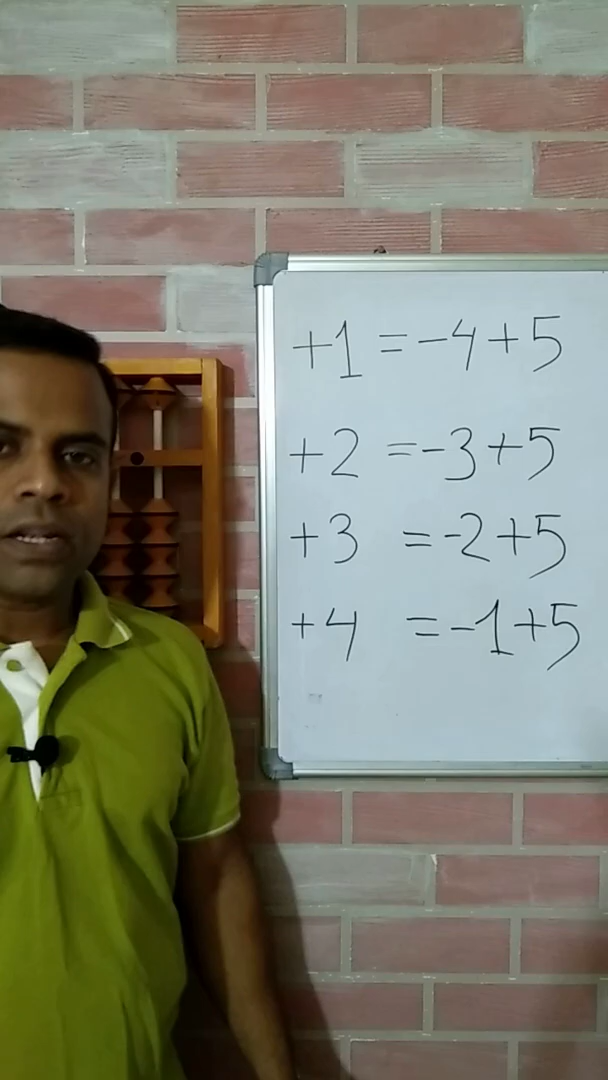 +1 = -4+5
+2 = -3+5
+3 = -2+5
+4 = -1+5